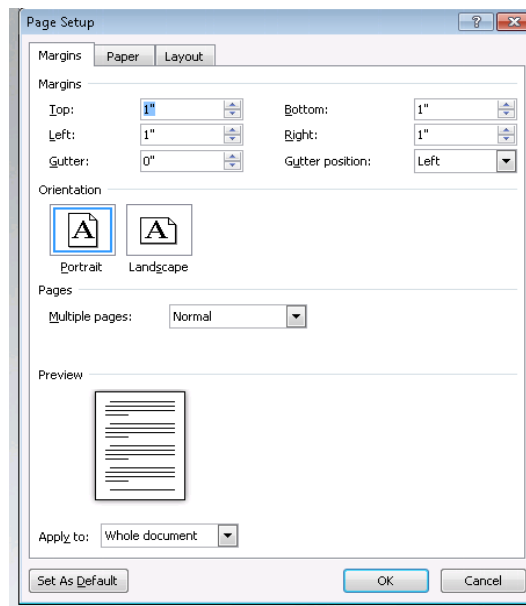 Page Setup
Margins Paper Layout
Margins
Top: 1" Bottom: 1"
Left: 1" Right: 1"
Gutter: 0" Gutter position: Left
Orientation
A A
Portrait Landscape
Pages
Multiple pages: Normal
Preview
Apply to: Whole document
Set As Default OK Cancel